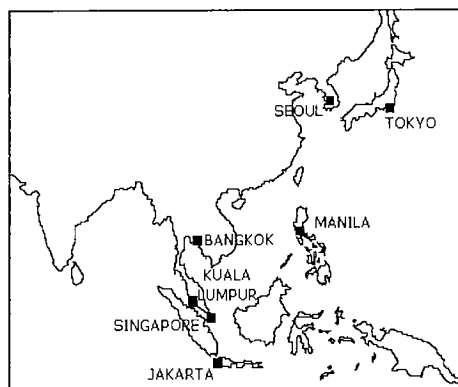 SEOUL
TOKYO
MANILA
BANGKOK
KUALA
LUMPUR
SINGAPORE
JAKARTA